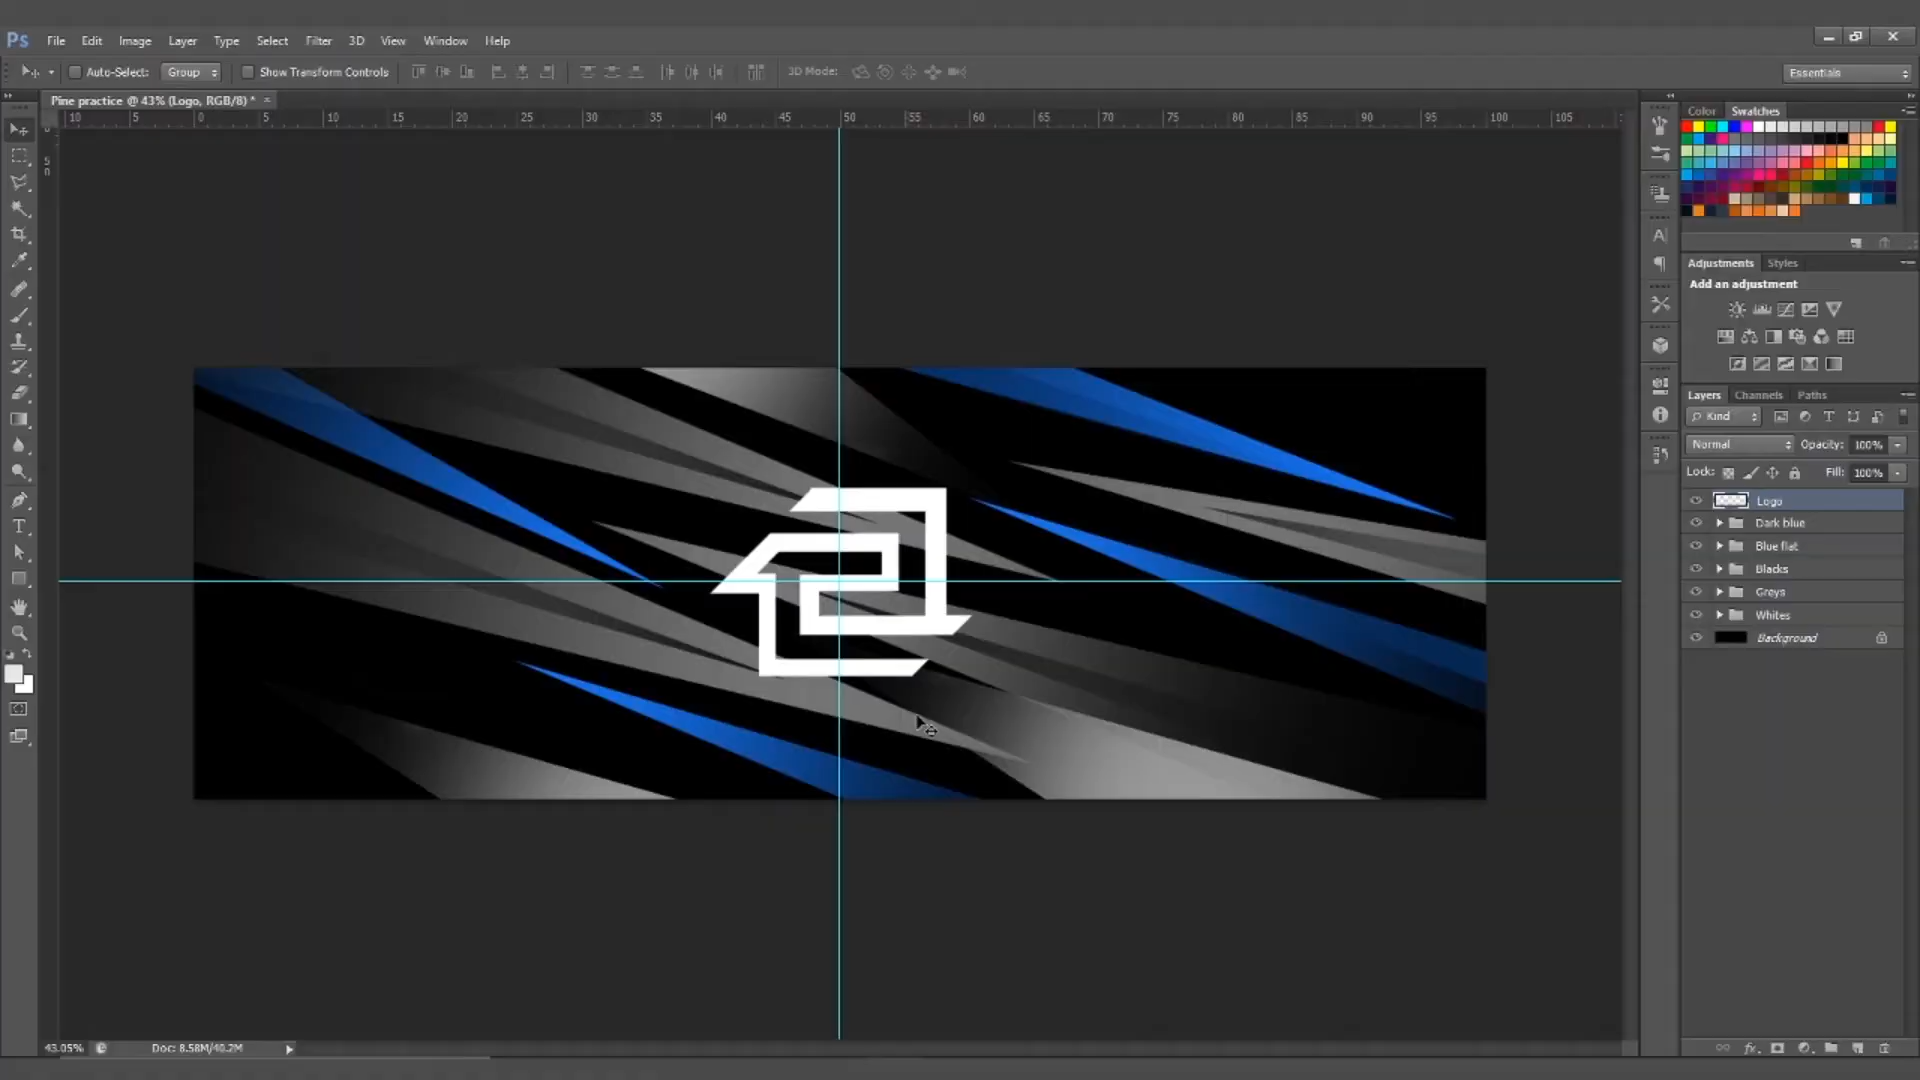 Ps File Edit Image Layer Type Select Filter 3D View Window Help
Auto-Select: Group Show Transform Controls 3D Mode: Essentials
Pine practice @ 43% (Logo, RGB/8) * ×
10 5 0 5 10 15 20 25 30 35 40 45 50 55 60 65 70 75 80 85 90 95 100 105
5
0
Color Swatches
Adjustments Styles
Add an adjustment
Layers Channels Paths
Kind
Normal Opacity: 100%
Lock: Fill: 100%
Logo
Dark blue
Blue flat
Blacks
Greys
Whites
Background
43.05% Doc: 8.58M/40.2M